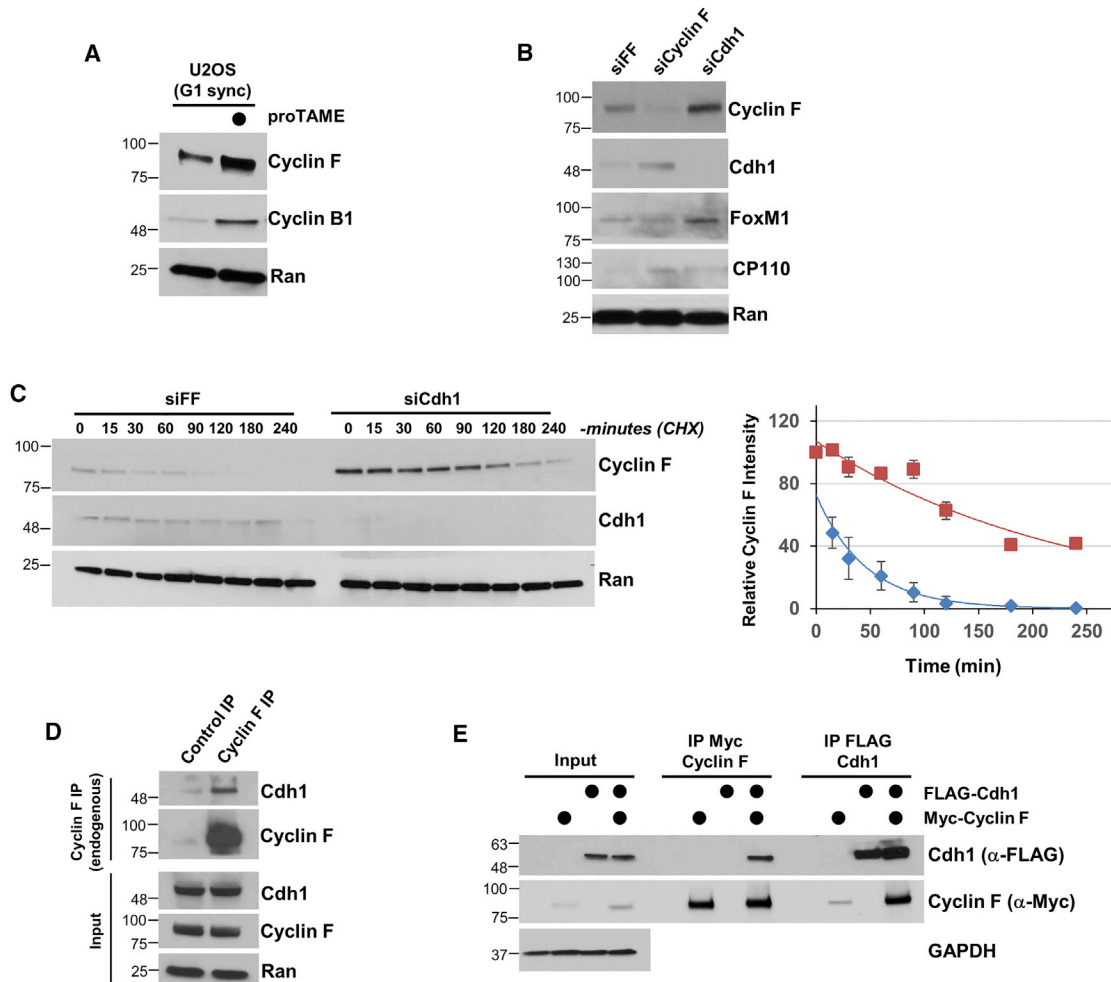 A
U2OS
(G1 sync)
proTAME
100
75
Cyclin F
48
Cyclin B1
25
Ran
B
siFF
siCyclin F
siCdh1
100
75
Cyclin F
48
Cdh1
100
75
FoxM1
130
100
CP110
25
Ran
C
siFF
siCdh1
0 15 30 60 90 120 180 240
0 15 30 60 90 120 180 240
-minutes (CHX)
100
75
Cyclin F
48
Cdh1
25
Ran
Relative Cyclin F Intensity
120
80
40
0
0 50 100 150 200 250
Time (min)
D
Control IP
Cyclin F IP
Cyclin F IP
(endogenous)
48
Cdh1
100
75
Cyclin F
Input
48
Cdh1
100
75
Cyclin F
25
Ran
E
Input
IP Myc
Cyclin F
IP FLAG
Cdh1
FLAG-Cdh1
Myc-Cyclin F
63
48
Cdh1 (α-FLAG)
100
75
Cyclin F (α-Myc)
37
GAPDH